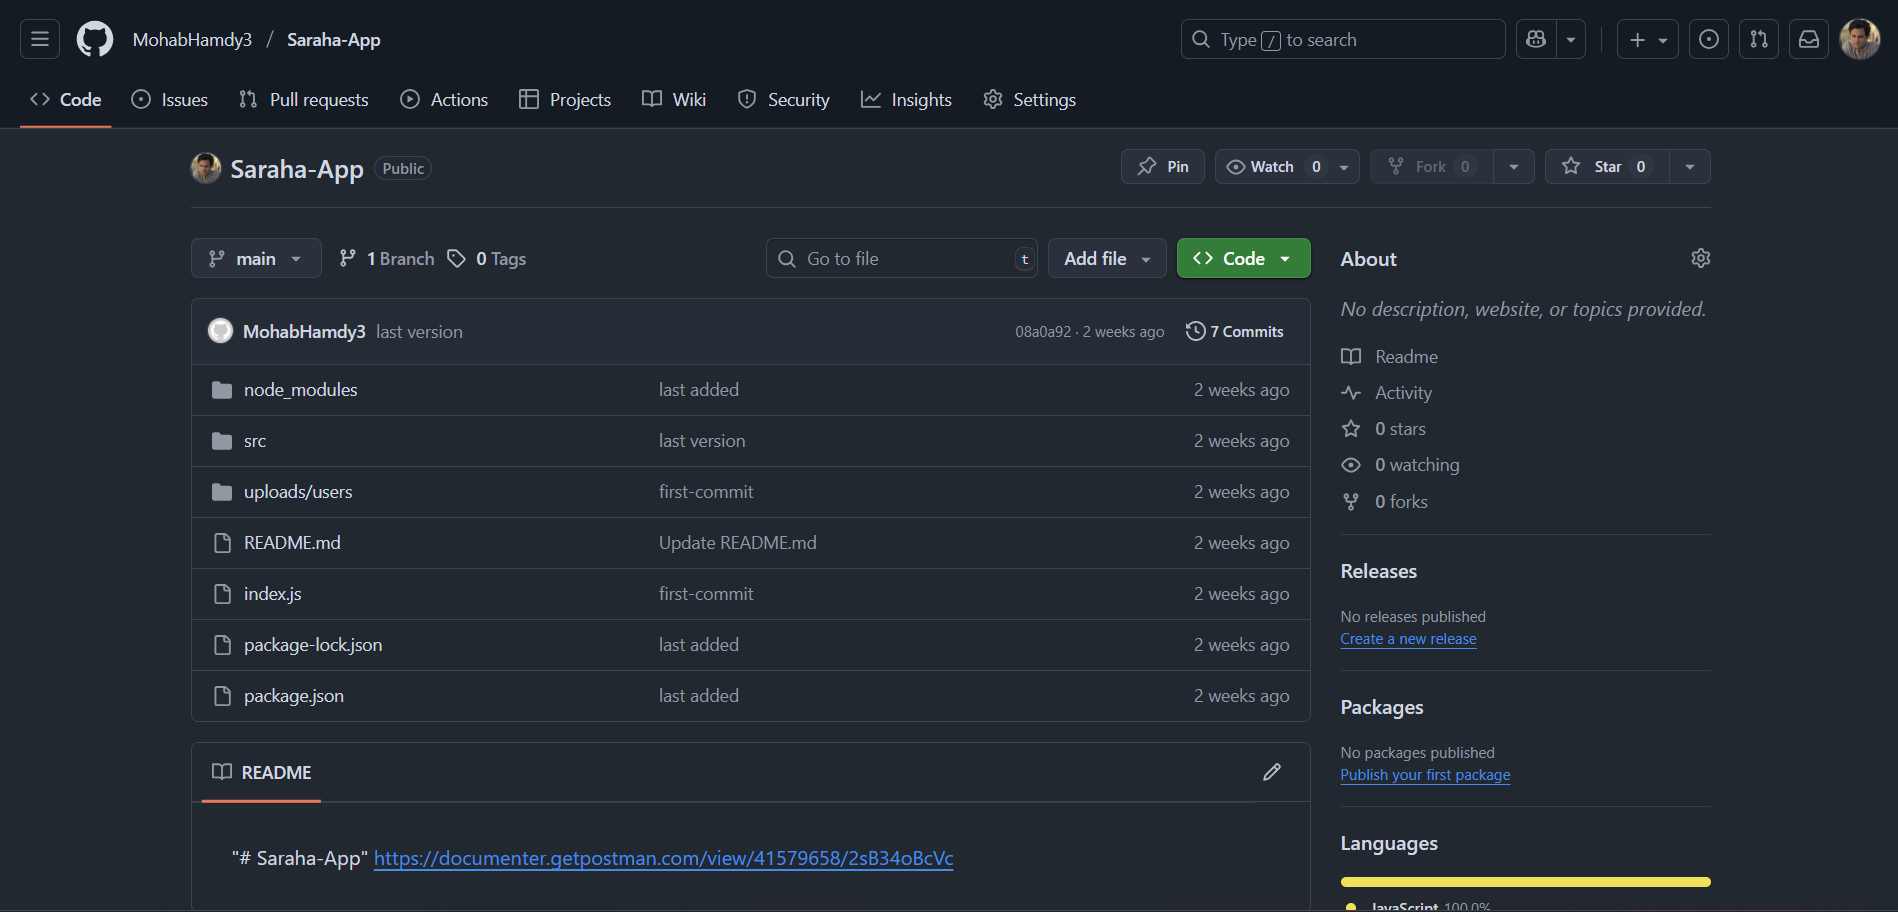 MohabHamdy3 / Saraha-App
Type / to search
Code Issues Pull requests Actions Projects Wiki Security Insights Settings
Saraha-App Public
Pin Watch 0 Fork 0 Star 0
main 1 Branch 0 Tags Go to file t Add file Code
MohabHamdy3 last version 08a0a92 · 2 weeks ago 7 Commits
node_modules last added 2 weeks ago
src last version 2 weeks ago
uploads/users first-commit 2 weeks ago
README.md Update README.md 2 weeks ago
index.js first-commit 2 weeks ago
package-lock.json last added 2 weeks ago
package.json last added 2 weeks ago
README
"# Saraha-App" https://documenter.getpostman.com/view/41579658/2sB34oBcVc
About
No description, website, or topics provided.
Readme
Activity
0 stars
0 watching
0 forks
Releases
No releases published
Create a new release
Packages
No packages published
Publish your first package
Languages
JavaScript 100.0%